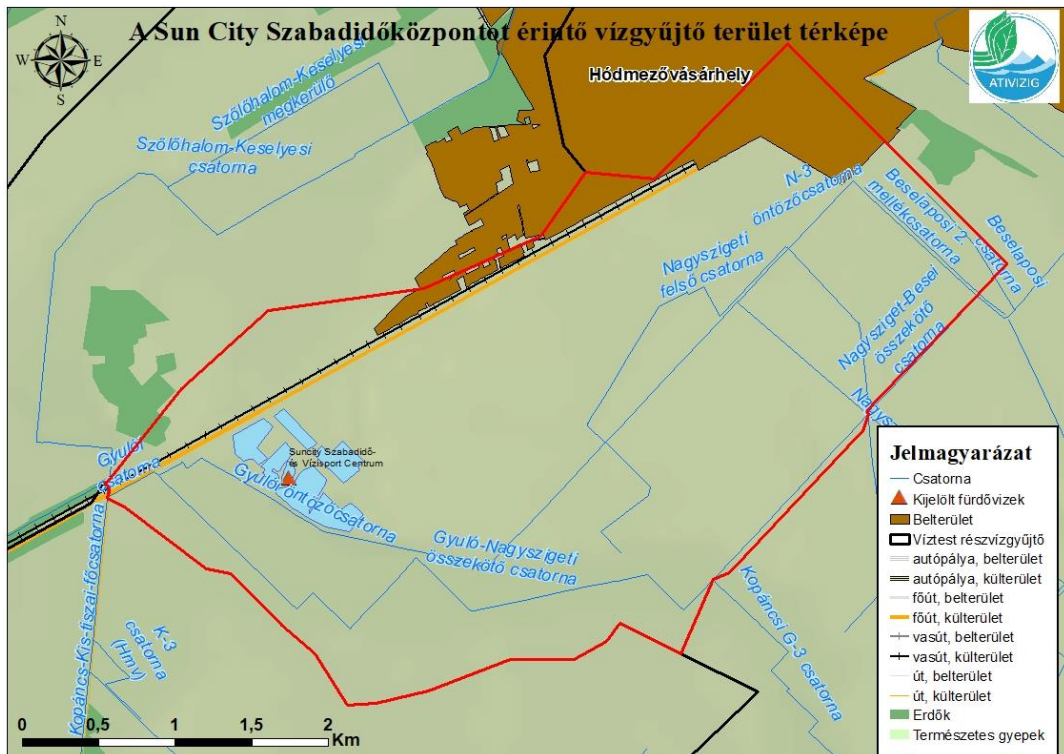 A Sun City Szabadidőközpontot érintő vízgyűjtő terület térképe
N
W
E
S
ATIVIZIG
Hódmezővásárhely
Szőlőhalom-Keselyesi
megkerülő
Szőlőhalom-Keselyesi
csatorna
N-3
öntözőcsatorna
Nagyszigeti
felső csatorna
Beselaposi 2.
mellékcsatorna
Beselaposi
csatorna
Nagysziget-Besei
összekötő
csatorna
Nagys
Gyulói
Csatorna
Suncity Szabadidő-
és Vízisport Centrum
Gyulói öntözőcsatorna
Gyuló-Nagyszigeti
összekötő csatorna
Kopáncs-Kis-tiszai-főcsatorna
K-3
csatorna
(Hmv)
Kopáncsi G-3 csatorna
Jelmagyarázat
Csatorna
Kijelölt fürdővizek
Belterület
Víztest részvízgyűjtő
autópálya, belterület
autópálya, külterület
főút, belterület
főút, külterület
vasút, belterület
vasút, külterület
út, belterület
út, külterület
Erdők
Természetes gyepek
0 0,5 1 1,5 2
Km